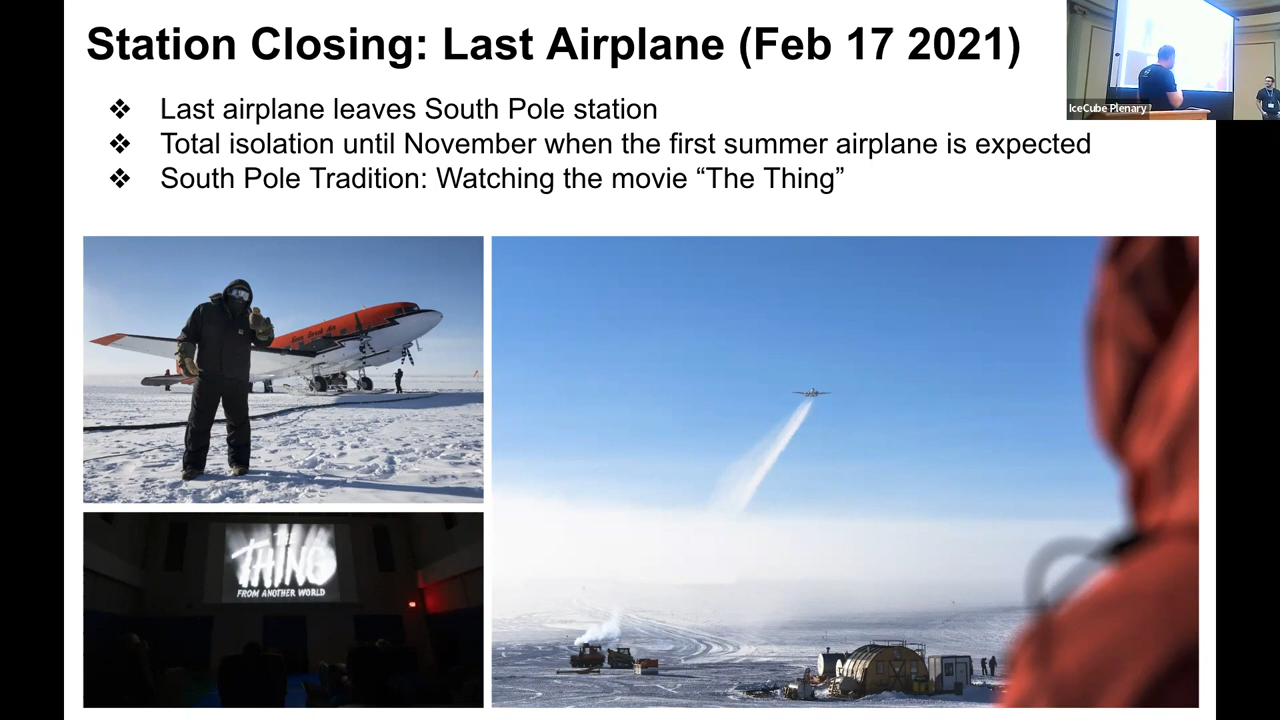 Station Closing: Last Airplane (Feb 17 2021)
❖ Last airplane leaves South Pole station
❖ Total isolation until November when the first summer airplane is expected
❖ South Pole Tradition: Watching the movie “The Thing”
IceCube Plenary
THE
THING
FROM ANOTHER WORLD